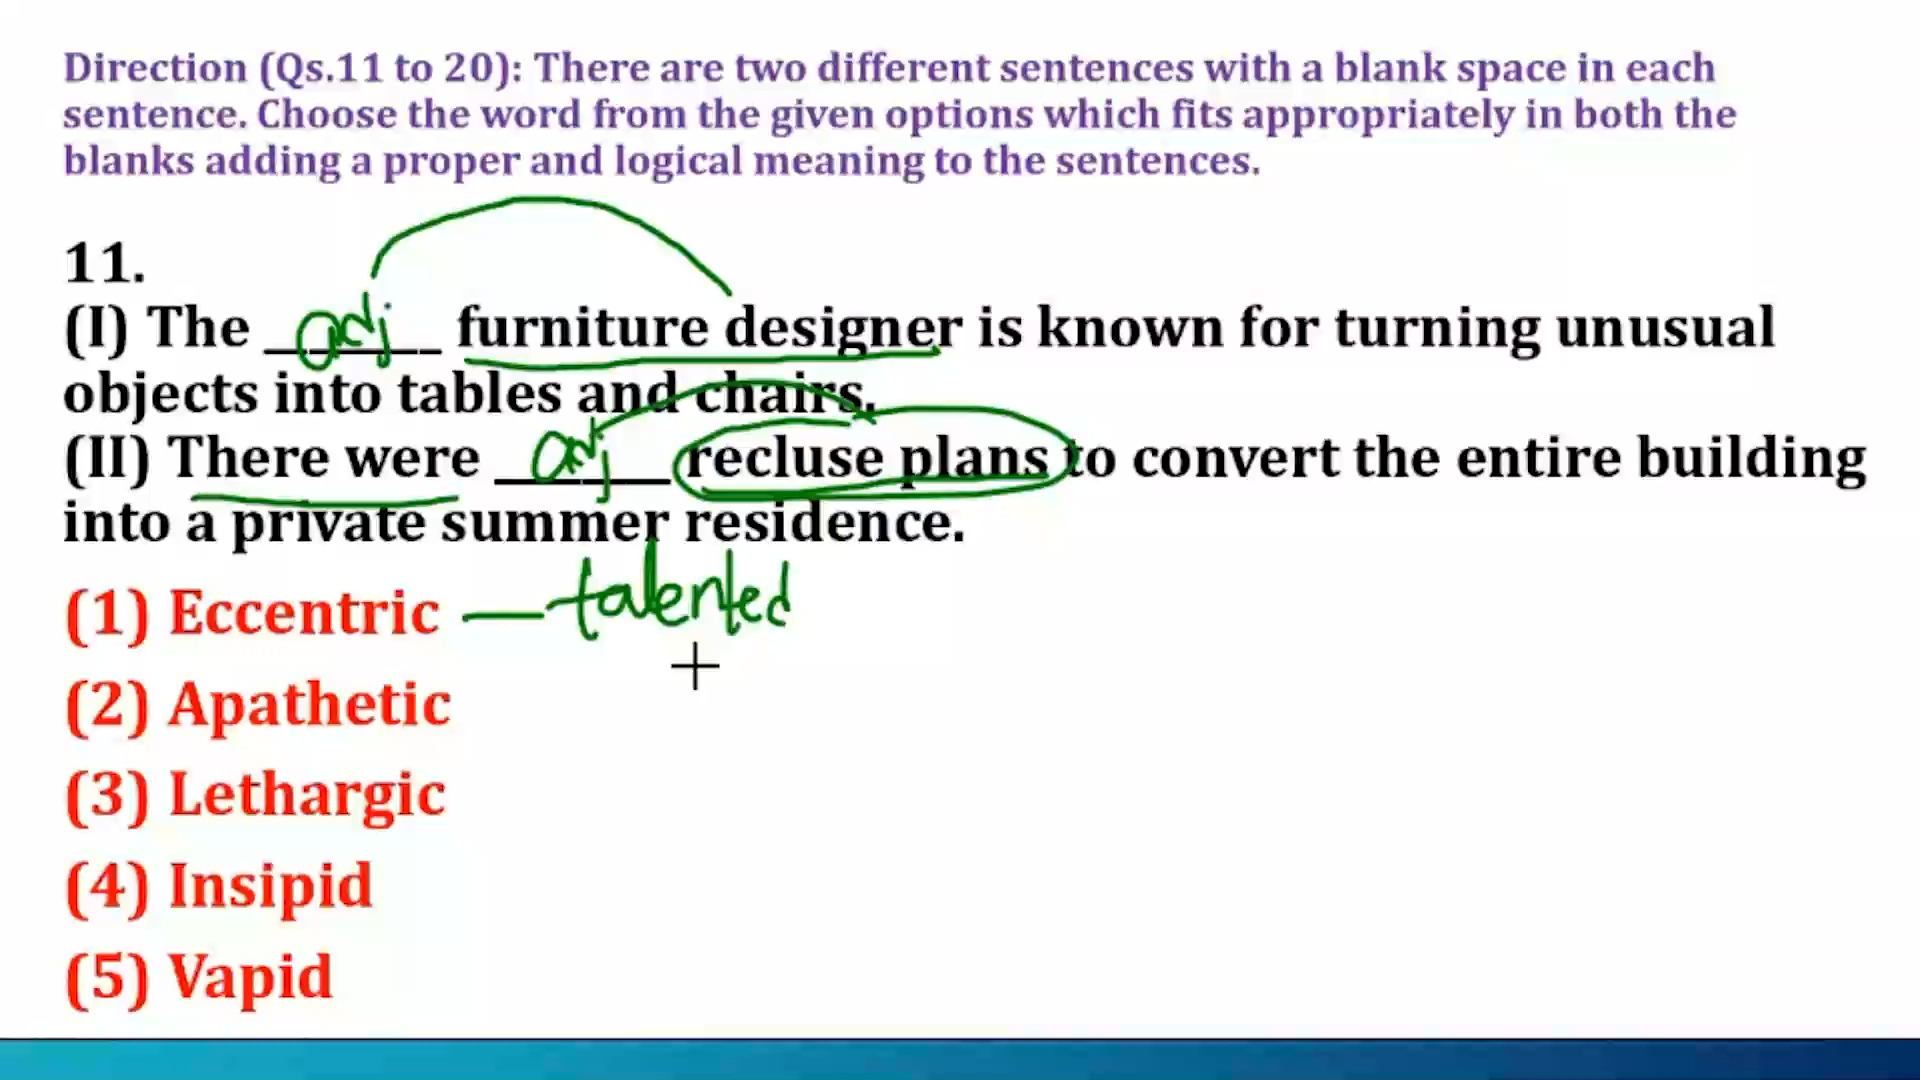 Direction (Qs.11 to 20): There are two different sentences with a blank space in each
sentence. Choose the word from the given options which fits appropriately in both the
blanks adding a proper and logical meaning to the sentences.
11.
(I) The adj furniture designer is known for turning unusual
objects into tables and chairs.
(II) There were adj recluse plans to convert the entire building
into a private summer residence.
(1) Eccentric — talented
(2) Apathetic
(3) Lethargic
(4) Insipid
(5) Vapid